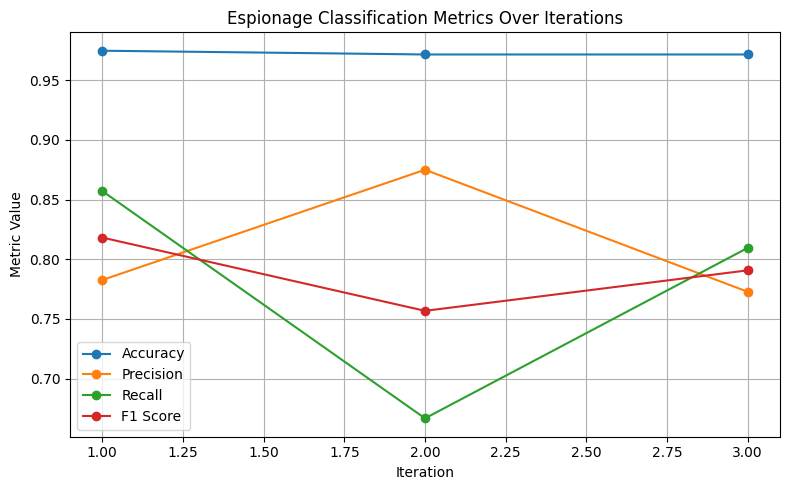 Espionage Classification Metrics Over Iterations
Metric Value
0.95
0.90
0.85
0.80
0.75
0.70
Accuracy
Precision
Recall
F1 Score
1.00 1.25 1.50 1.75 2.00 2.25 2.50 2.75 3.00
Iteration